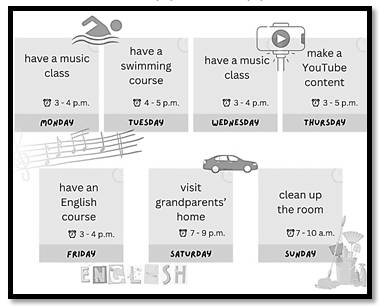 have a music
class
3 - 4 p.m.
MONDAY
have a
swimming
course
4 - 5 p.m.
TUESDAY
have a music
class
3 - 4 p.m.
WEDNESDAY
make a
YouTube
content
3 - 5 p.m.
THURSDAY
have an
English
course
3 - 4 p.m.
FRIDAY
visit
grandparents’
home
7 - 9 p.m.
SATURDAY
clean up
the room
7 - 10 a.m.
SUNDAY
ENGLISH